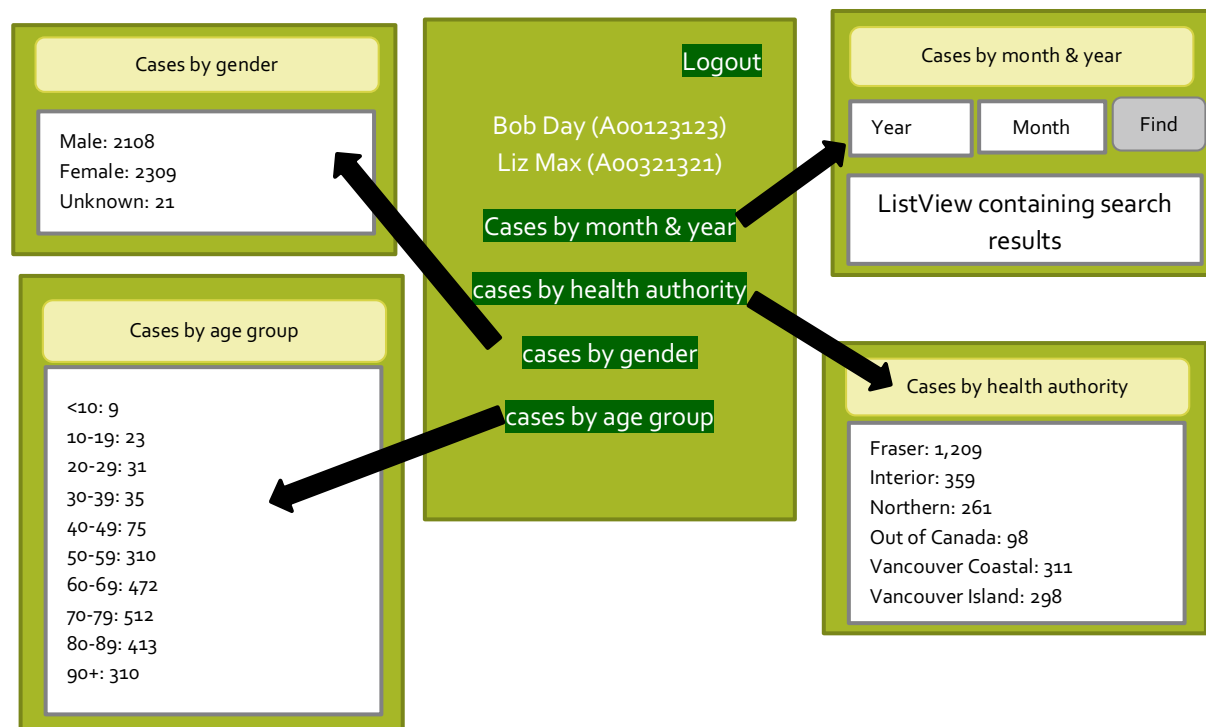 Cases by gender
Male: 2108
Female: 2309
Unknown: 21
Cases by age group
<10: 9
10-19: 23
20-29: 31
30-39: 35
40-49: 75
50-59: 310
60-69: 472
70-79: 512
80-89: 413
90+: 310
Logout
Bob Day (A00123123)
Liz Max (A00321321)
Cases by month & year
cases by health authority
cases by gender
cases by age group
Cases by month & year
Year
Month
Find
ListView containing search
results
Cases by health authority
Fraser: 1,209
Interior: 359
Northern: 261
Out of Canada: 98
Vancouver Coastal: 311
Vancouver Island: 298